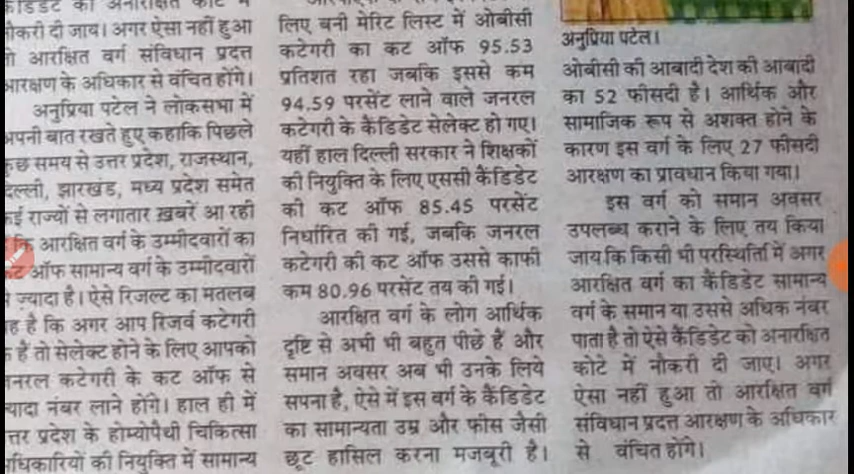 कैंडिडेट को अनारक्षित कोटे में
नौकरी दी जाय। अगर ऐसा नहीं हुआ
तो आरक्षित वर्ग संविधान प्रदत्त
आरक्षण के अधिकार से वंचित होंगे।
अनुप्रिया पटेल ने लोकसभा में
अपनी बात रखते हुए कहाकि पिछले
कुछ समय से उत्तर प्रदेश, राजस्थान,
दिल्ली, झारखंड, मध्य प्रदेश समेत
कई राज्यों से लगातार ख़बरें आ रही
कि आरक्षित वर्ग के उम्मीदवारों का
कट ऑफ सामान्य वर्ग के उम्मीदवारों
से ज्यादा है। ऐसे रिजल्ट का मतलब
यह है कि अगर आप रिजर्व कटेगरी
के हैं तो सेलेक्ट होने के लिए आपको
जनरल कटेगरी के कट ऑफ से
ज्यादा नंबर लाने होंगे। हाल ही में
उत्तर प्रदेश के होम्योपैथी चिकित्सा
अधिकारियों की नियुक्ति में सामान्य
लिए बनी मेरिट लिस्ट में ओबीसी
कटेगरी का कट ऑफ 95.53
प्रतिशत रहा जबकि इससे कम
94.59 परसेंट लाने वाले जनरल
कटेगरी के कैंडिडेट सेलेक्ट हो गए।
यहीं हाल दिल्ली सरकार ने शिक्षकों
की नियुक्ति के लिए एससी कैंडिडेट
की कट ऑफ 85.45 परसेंट
निर्धारित की गई, जबकि जनरल
कटेगरी की कट ऑफ उससे काफी
कम 80.96 परसेंट तय की गई।
आरक्षित वर्ग के लोग आर्थिक
दृष्टि से अभी भी बहुत पीछे हैं और
समान अवसर अब भी उनके लिये
सपना है, ऐसे में इस वर्ग के कैंडिडेट
का सामान्यता उम्र और फीस जैसी
छूट हासिल करना मजबूरी है।
अनुप्रिया पटेल।
ओबीसी की आबादी देश की आबादी
का 52 फीसदी है। आर्थिक और
सामाजिक रूप से अशक्त होने के
कारण इस वर्ग के लिए 27 फीसदी
आरक्षण का प्रावधान किया गया।
इस वर्ग को समान अवसर
उपलब्ध कराने के लिए तय किया
जाय कि किसी भी परिस्थिति में अगर
आरक्षित वर्ग का कैंडिडेट सामान्य
वर्ग के समान या उससे अधिक नंबर
पाता है तो ऐसे कैंडिडेट को अनारक्षित
कोटे में नौकरी दी जाए। अगर
ऐसा नहीं हुआ तो आरक्षित वर्ग
संविधान प्रदत्त आरक्षण के अधिकार
से वंचित होंगे।